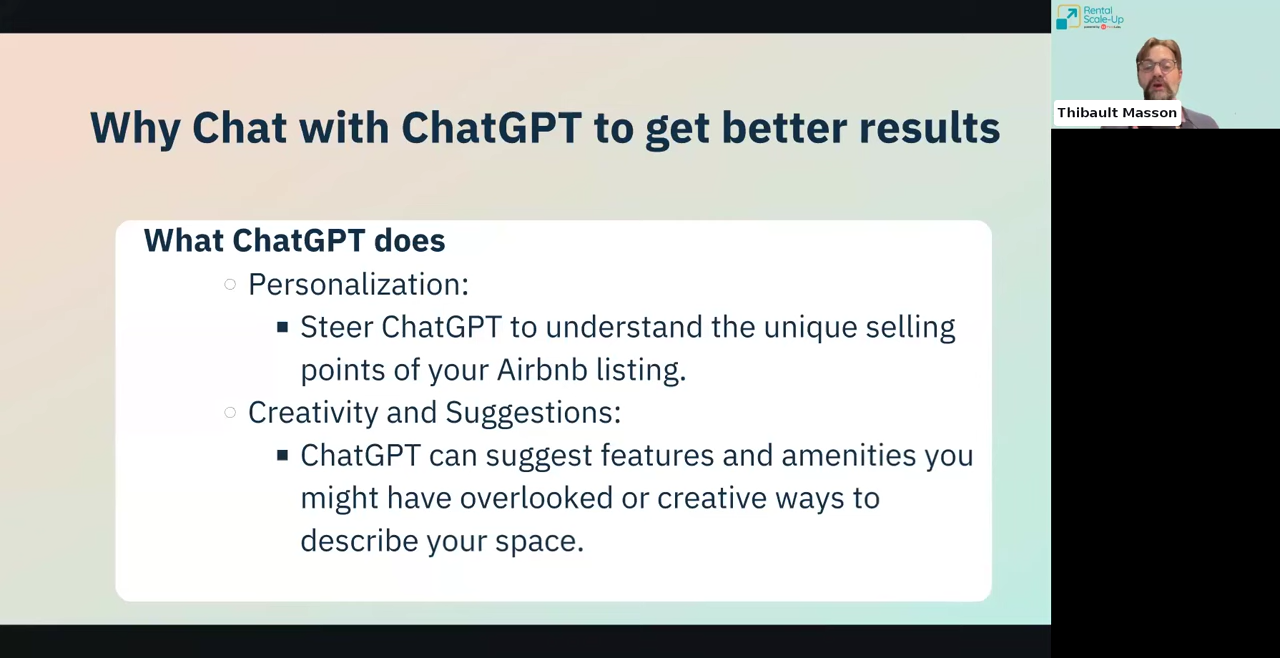 Why Chat with ChatGPT to get better results
What ChatGPT does
Personalization:
Steer ChatGPT to understand the unique selling
points of your Airbnb listing.
Creativity and Suggestions:
ChatGPT can suggest features and amenities you
might have overlooked or creative ways to
describe your space.
Rental
Scale-Up
Thibault Masson